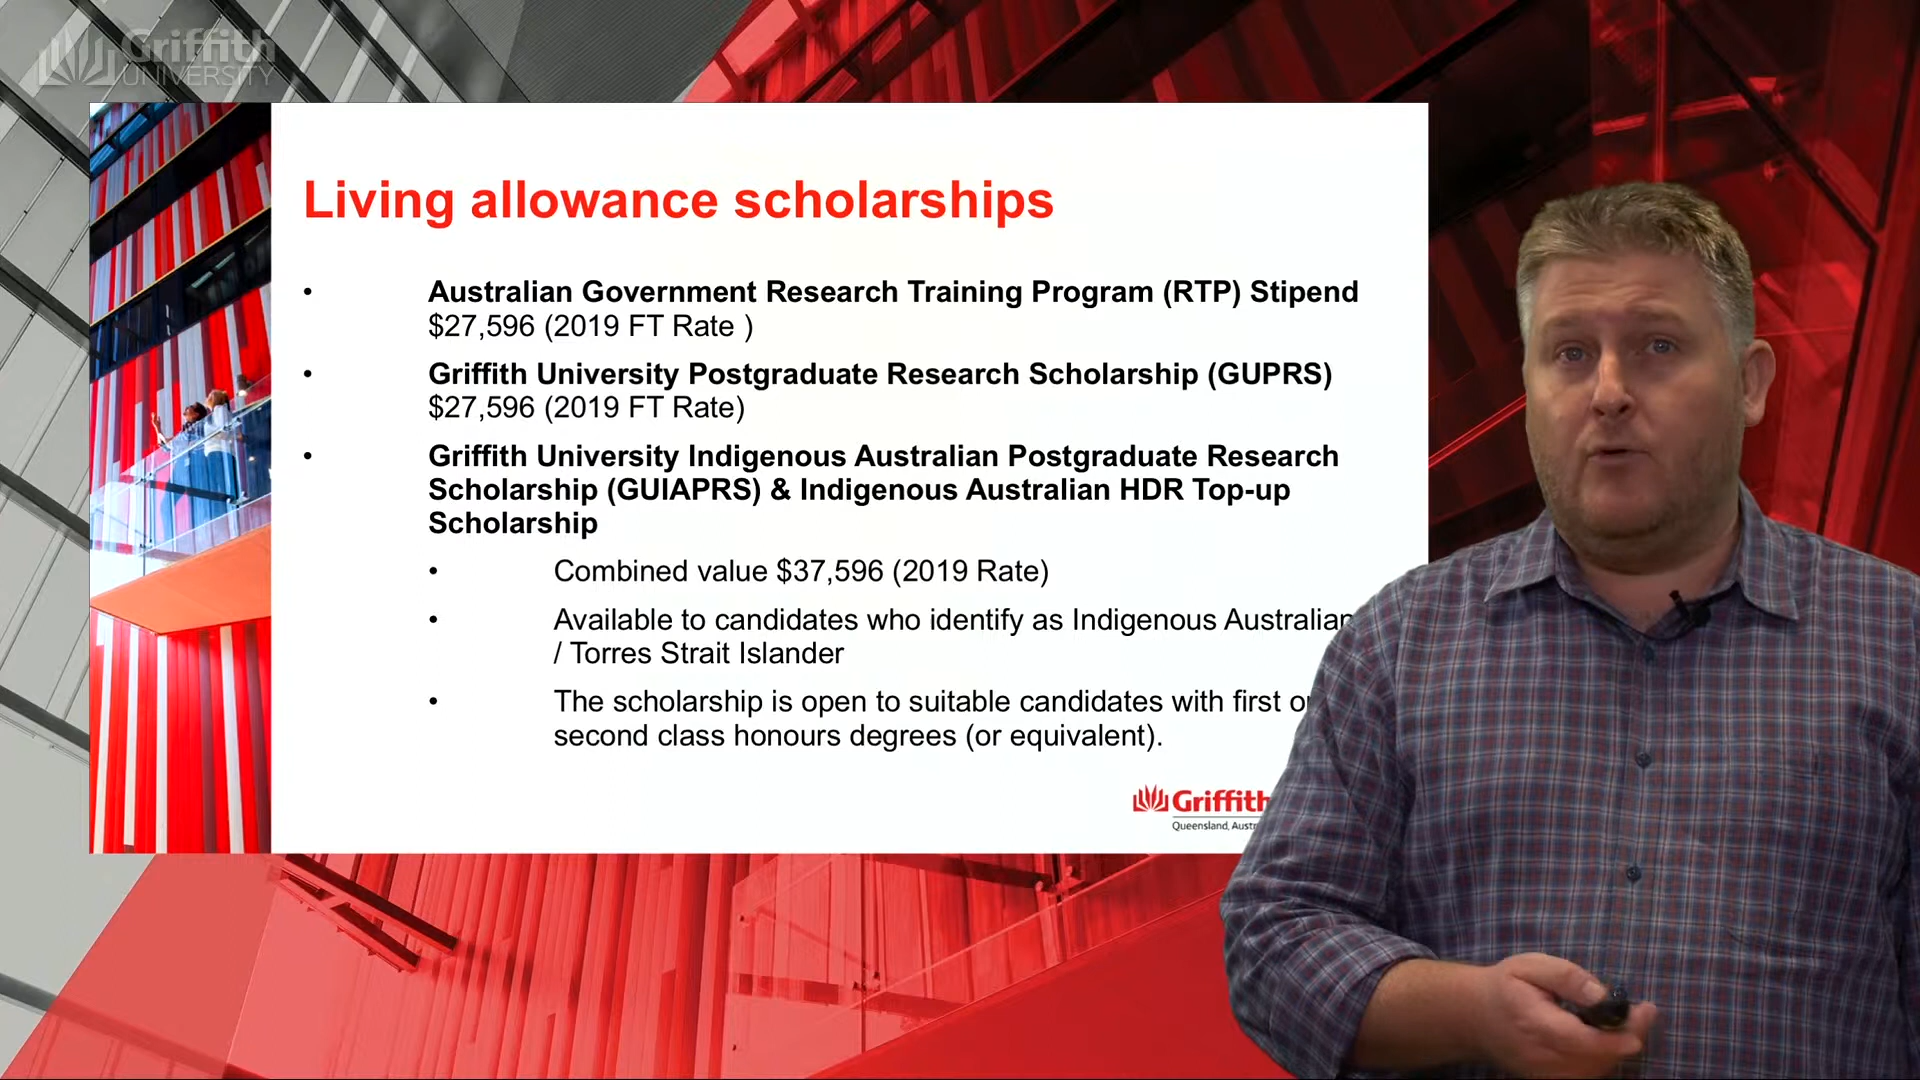 Griffith
UNIVERSITY
Living allowance scholarships
• Australian Government Research Training Program (RTP) Stipend
$27,596 (2019 FT Rate )
• Griffith University Postgraduate Research Scholarship (GUPRS)
$27,596 (2019 FT Rate)
• Griffith University Indigenous Australian Postgraduate Research
Scholarship (GUIAPRS) & Indigenous Australian HDR Top-up
Scholarship
• Combined value $37,596 (2019 Rate)
• Available to candidates who identify as Indigenous Australian
/ Torres Strait Islander
• The scholarship is open to suitable candidates with first or
second class honours degrees (or equivalent).
Griffith
Queensland,